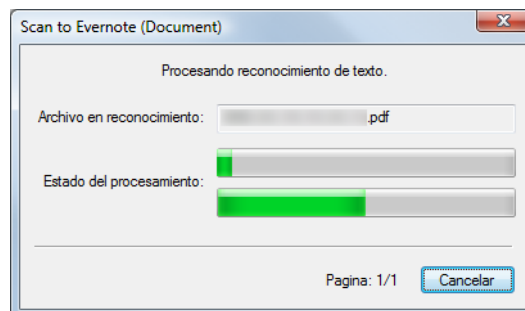 Scan to Evernote (Document)
Procesando reconocimiento de texto.
Archivo en reconocimiento: .pdf
Estado del procesamiento:
Pagina: 1/1 Cancelar